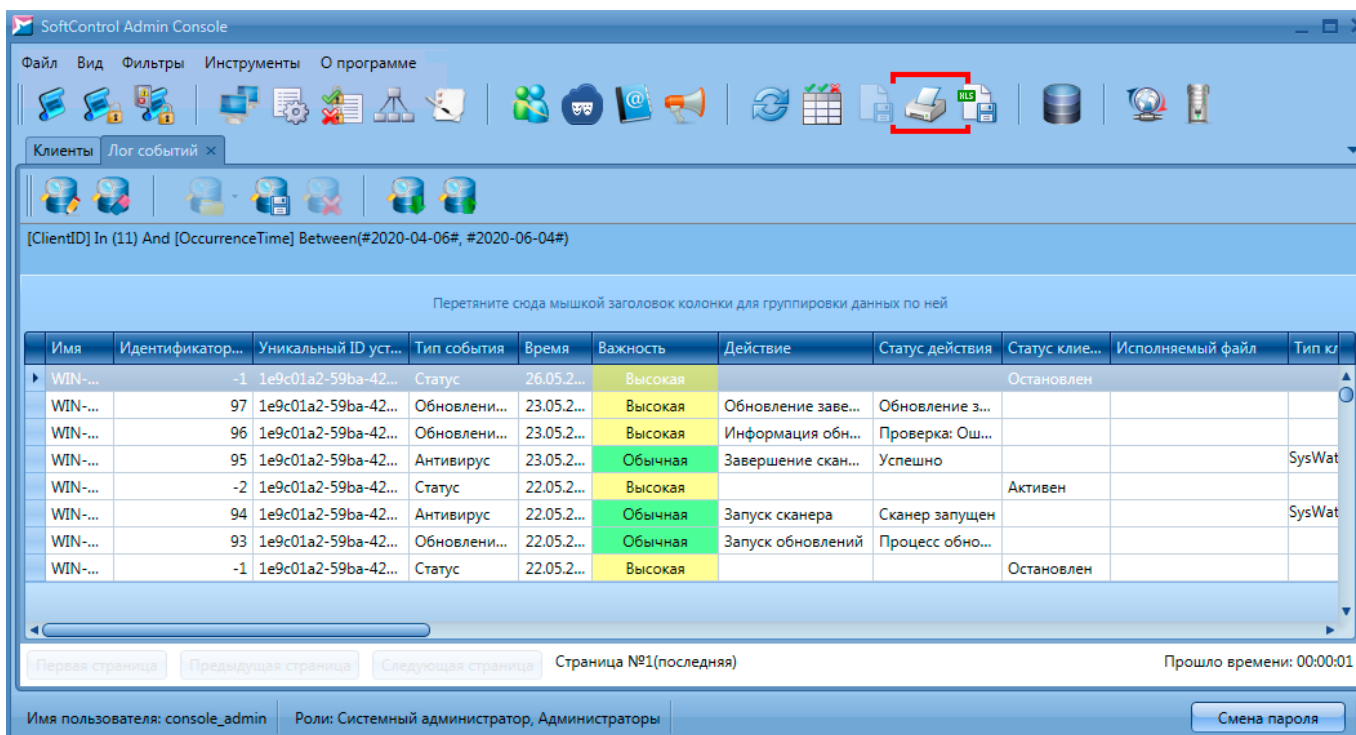 SoftControl Admin Console
Файл Вид Фильтры Инструменты О программе
XLS
Клиенты Лог событий ×
[ClientID] In (11) And [OccurrenceTime] Between(#2020-04-06#, #2020-06-04#)
Перетяните сюда мышкой заголовок колонки для группировки данных по ней
Имя Идентификатор... Уникальный ID уст... Тип события Время Важность Действие Статус действия Статус клие... Исполняемый файл Тип кл
WIN-... -1 1e9c01a2-59ba-42... Статус 26.05.2... Высокая Остановлен
WIN-... 97 1e9c01a2-59ba-42... Обновлени... 23.05.2... Высокая Обновление заве... Обновление з...
WIN-... 96 1e9c01a2-59ba-42... Обновлени... 23.05.2... Высокая Информация обн... Проверка: Ош...
WIN-... 95 1e9c01a2-59ba-42... Антивирус 23.05.2... Обычная Завершение скан... Успешно SysWat
WIN-... -2 1e9c01a2-59ba-42... Статус 22.05.2... Высокая Активен
WIN-... 94 1e9c01a2-59ba-42... Антивирус 22.05.2... Обычная Запуск сканера Сканер запущен SysWat
WIN-... 93 1e9c01a2-59ba-42... Обновлени... 22.05.2... Обычная Запуск обновлений Процесс обно...
WIN-... -1 1e9c01a2-59ba-42... Статус 22.05.2... Высокая Остановлен
Первая страница Предыдущая страница Следующая страница Страница №1(последняя) Прошло времени: 00:00:01
Имя пользователя: console_admin Роли: Системный администратор, Администраторы Смена пароля